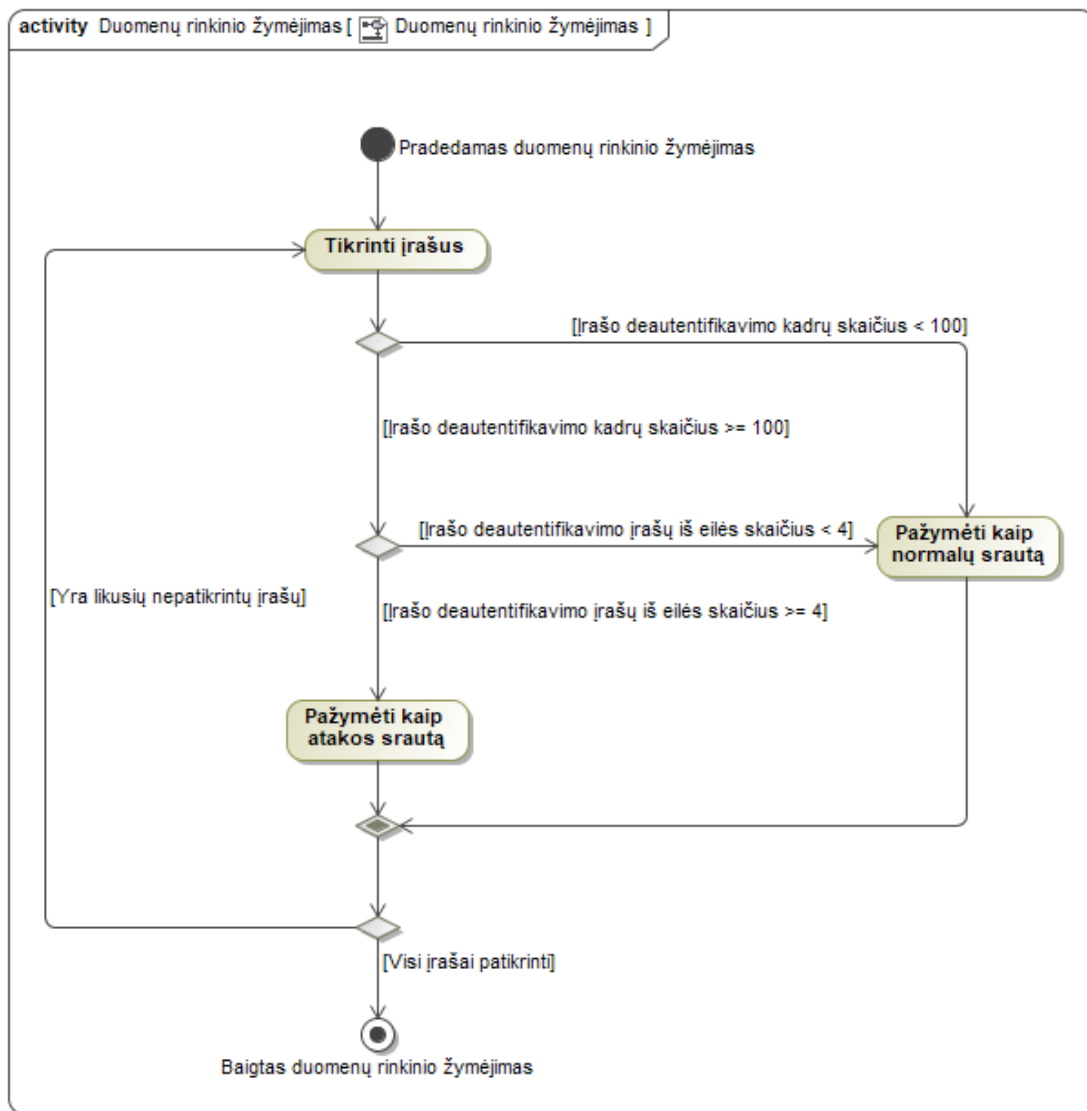 activity Duomenų rinkinio žymėjimas [ Duomenų rinkinio žymėjimas ]
Pradedamas duomenų rinkinio žymėjimas
Tikrinti įrašus
[Įrašo deautentifikavimo kadrų skaičius < 100]
[Įrašo deautentifikavimo kadrų skaičius >= 100]
[Įrašo deautentifikavimo įrašų iš eilės skaičius < 4]
Pažymėti kaip
normalų srautą
[Yra likusių nepatikrintų įrašų]
[Įrašo deautentifikavimo įrašų iš eilės skaičius >= 4]
Pažymėti kaip
atakos srautą
[Visi įrašai patikrinti]
Baigtas duomenų rinkinio žymėjimas